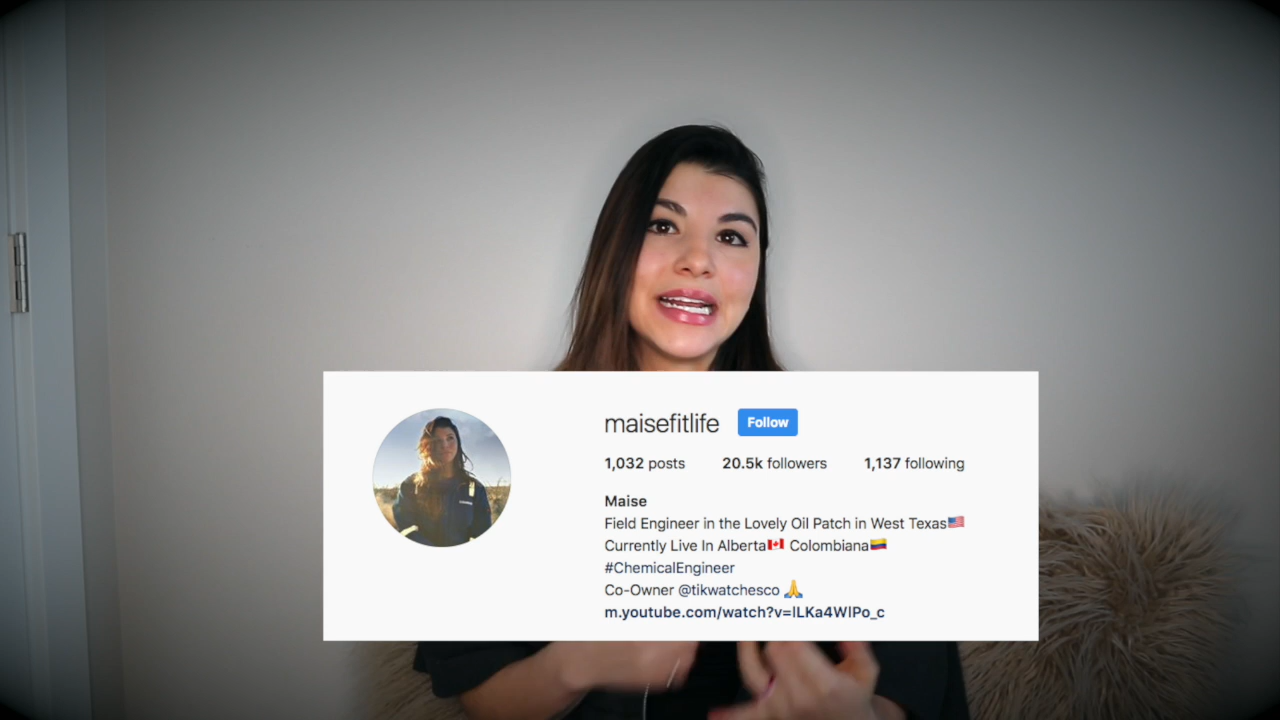 maisefitlife Follow
1,032 posts 20.5k followers 1,137 following
Maise
Field Engineer in the Lovely Oil Patch in West Texas🇺🇸
Currently Live In Alberta🇨🇦 Colombiana🇨🇴
#ChemicalEngineer
Co-Owner @tikwatchesco 🙏
m.youtube.com/watch?v=lLKa4WlPo_c